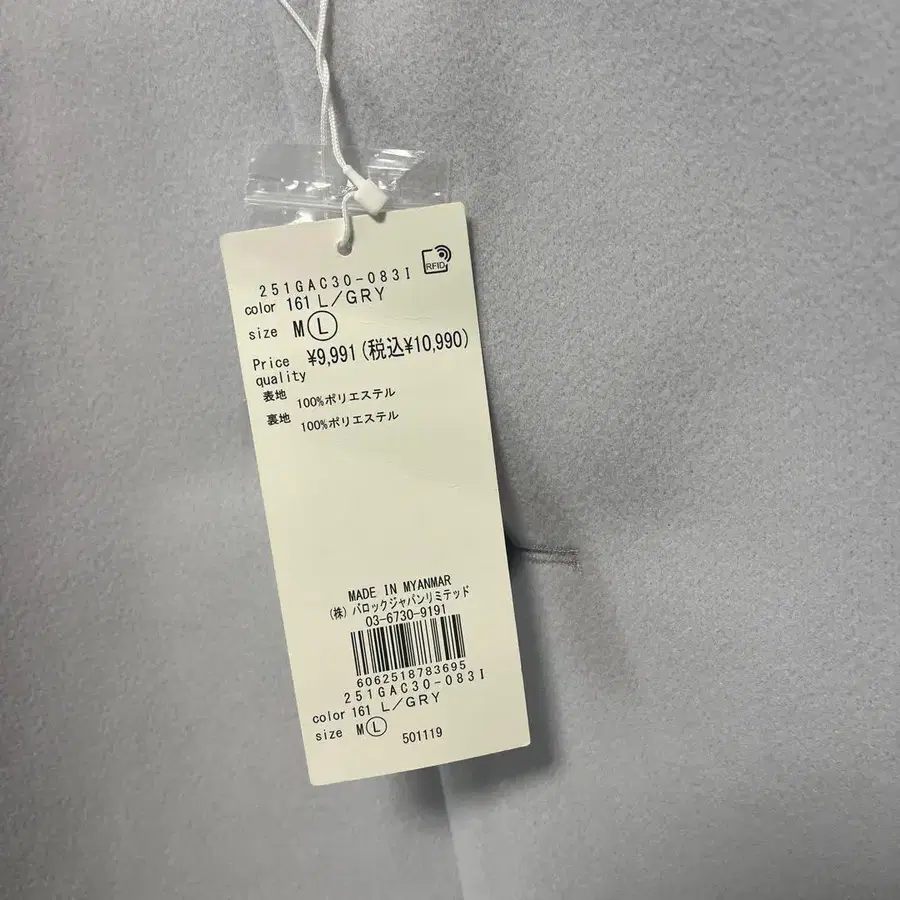 RFID
251GAC30-083I
color 161 L/GRY
size M L
Price ¥9,991(税込¥10,990)
quality
表地 100%ポリエステル
裏地 100%ポリエステル
MADE IN MYANMAR
(株)バロックジャパンリミテッド
03-6730-9191
6062518783695
251GAC30-083I
color 161 L/GRY
size M L
501119